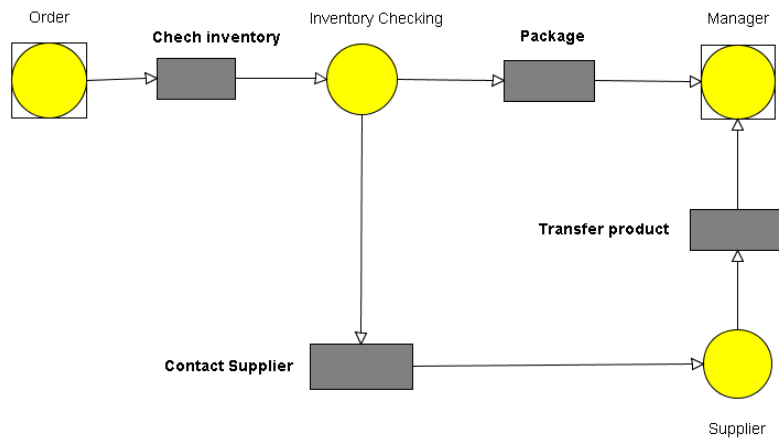 Order
Inventory Checking
Manager
Chech inventory
Package
Transfer product
Contact Supplier
Supplier